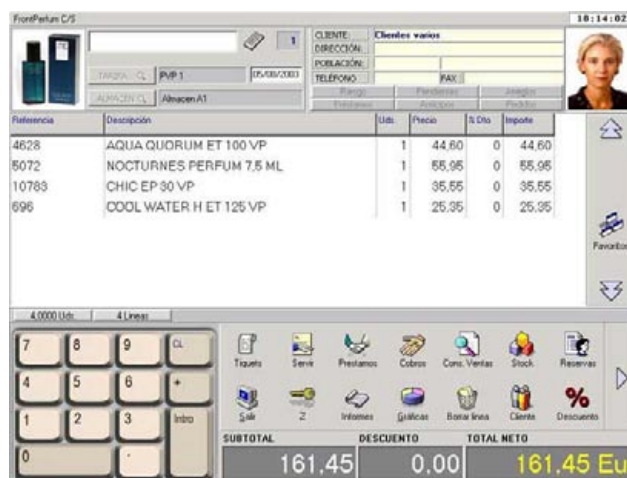 FrontPerfum C/S
18:14:02
1
CLIENTE: Clientes varios
DIRECCIÓN:
POBLACIÓN:
TELÉFONO FAX
TARIFA PVP 1 05/08/2003
ALMACEN Almacen A1
Rango Pendientes Arreglos
Préstamos Anticipos Pedido
Referencia Descripción Uds. Precio % Dto Importe
4628 AQUA QUORUM ET 100 VP 1 44,60 0 44,60
5072 NOCTURNES PERFUM 7,5 ML 1 55,95 0 55,95
10783 CHIC EP 30 VP 1 35,55 0 35,55
696 COOL WATER H ET 125 VP 1 25,35 0 25,35
Favoritos
4,0000 Uds. 4 Líneas
7 8 9 CL
4 5 6 +
1 2 3 Intro
0 .
Tiquets Servir Prestamos Cobros Cons. Ventas Stock Reservas
Salir Z Informes Gráficas Borrar línea Cliente Descuento
SUBTOTAL DESCUENTO TOTAL NETO
161,45 0,00 161,45 Eu